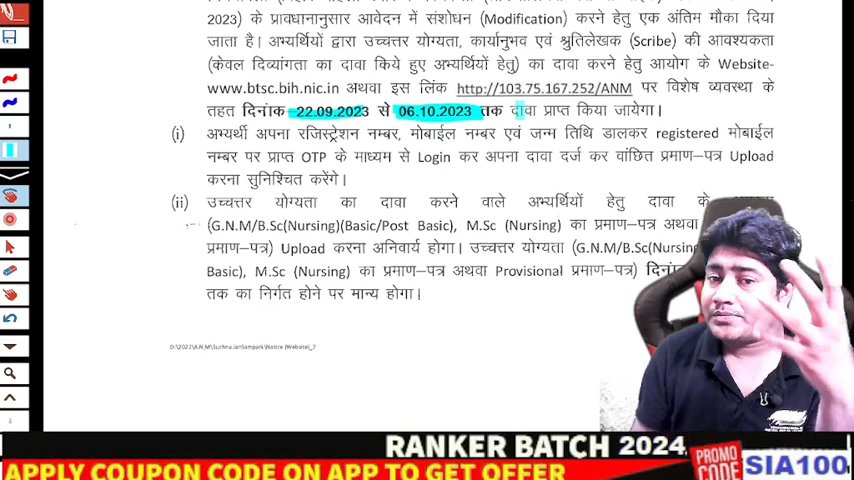 2023) के प्रावधानुसार आवेदन में संशोधन (Modification) करने हेतु एक अंतिम मौका दिया
जाता है। अभ्यर्थियों द्वारा उच्चत्तर योग्यता, कार्यानुभव एवं श्रुतिलेखक (Scribe) की आवश्यकता
(केवल दिव्यांगता का दावा किये हुए अभ्यर्थियों हेतु) का दावा करने हेतु आयोग के Website-
www.btsc.bih.nic.in अथवा इस लिंक http://103.75.167.252/ANM पर विशेष व्यवस्था के
तहत दिनांक 22.09.2023 से 06.10.2023 तक दावा प्राप्त किया जायेगा।
(i) अभ्यर्थी अपना रजिस्ट्रेशन नम्बर, मोबाईल नम्बर एवं जन्म तिथि डालकर registered मोबाईल
नम्बर पर प्राप्त OTP के माध्यम से Login कर अपना दावा दर्ज कर वांछित प्रमाण–पत्र Upload
करना सुनिश्चित करेंगे।
(ii) उच्चत्तर योग्यता का दावा करने वाले अभ्यर्थियों हेतु दावा के
(G.N.M/B.Sc(Nursing)(Basic/Post Basic), M.Sc (Nursing) का प्रमाण–पत्र अथवा
प्रमाण–पत्र) Upload करना अनिवार्य होगा। उच्चत्तर योग्यता (G.N.M/B.Sc(Nursing
Basic), M.Sc (Nursing) का प्रमाण–पत्र अथवा Provisional प्रमाण–पत्र)
तक का निर्गत होने पर मान्य होगा।
D:\2022\A.N.M\Suchna JanSampark\Notice (Website)_7
RANKER BATCH 2024
APPLY COUPON CODE ON APP TO GET OFFER
PROMO
CODE
SIA100